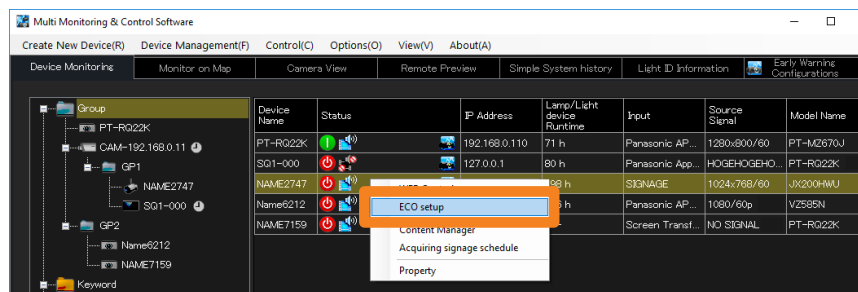 Multi Monitoring & Control Software
Create New Device(R) Device Management(F) Control(C) Options(O) View(V) About(A)
Device Monitoring Monitor on Map Camera View Remote Preview Simple System history Light ID Information Early Warning Configurations
Group
PT-RQ22K
CAM-192.168.0.11
GP1
NAME2747
SQ1-000
GP2
Name6212
NAME7159
Keyword
Device Name Status IP Address Lamp/Light device Runtime Input Source Signal Model Name
PT-RQ22K 192.168.0.110 71 h Panasonic AP... 1280x800/60 PT-MZ670J
SQ1-000 127.0.0.1 80 h Panasonic App... HOGEHOGEHO... PT-RQ22K
NAME2747 h SIGNAGE 1024x768/60 JX200HWU
Name6212 h Panasonic AP... 1080/60p VZ585N
NAME7159 Screen Transf... NO SIGNAL PT-RQ22K
ECO setup
Content Manager
Acquiring signage schedule
Property